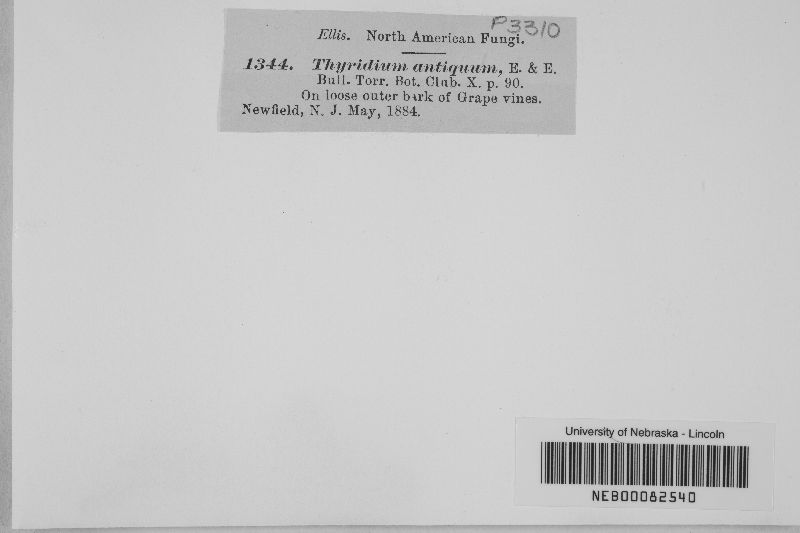 P3310
Ellis. North American Fungi.
1344. Thyridium antiquum, E. & E.
Bull. Torr. Bot. Club. X. p. 90.
On loose outer bark of Grape vines.
Newfield, N. J. May, 1884.
University of Nebraska - Lincoln
NEB00082540